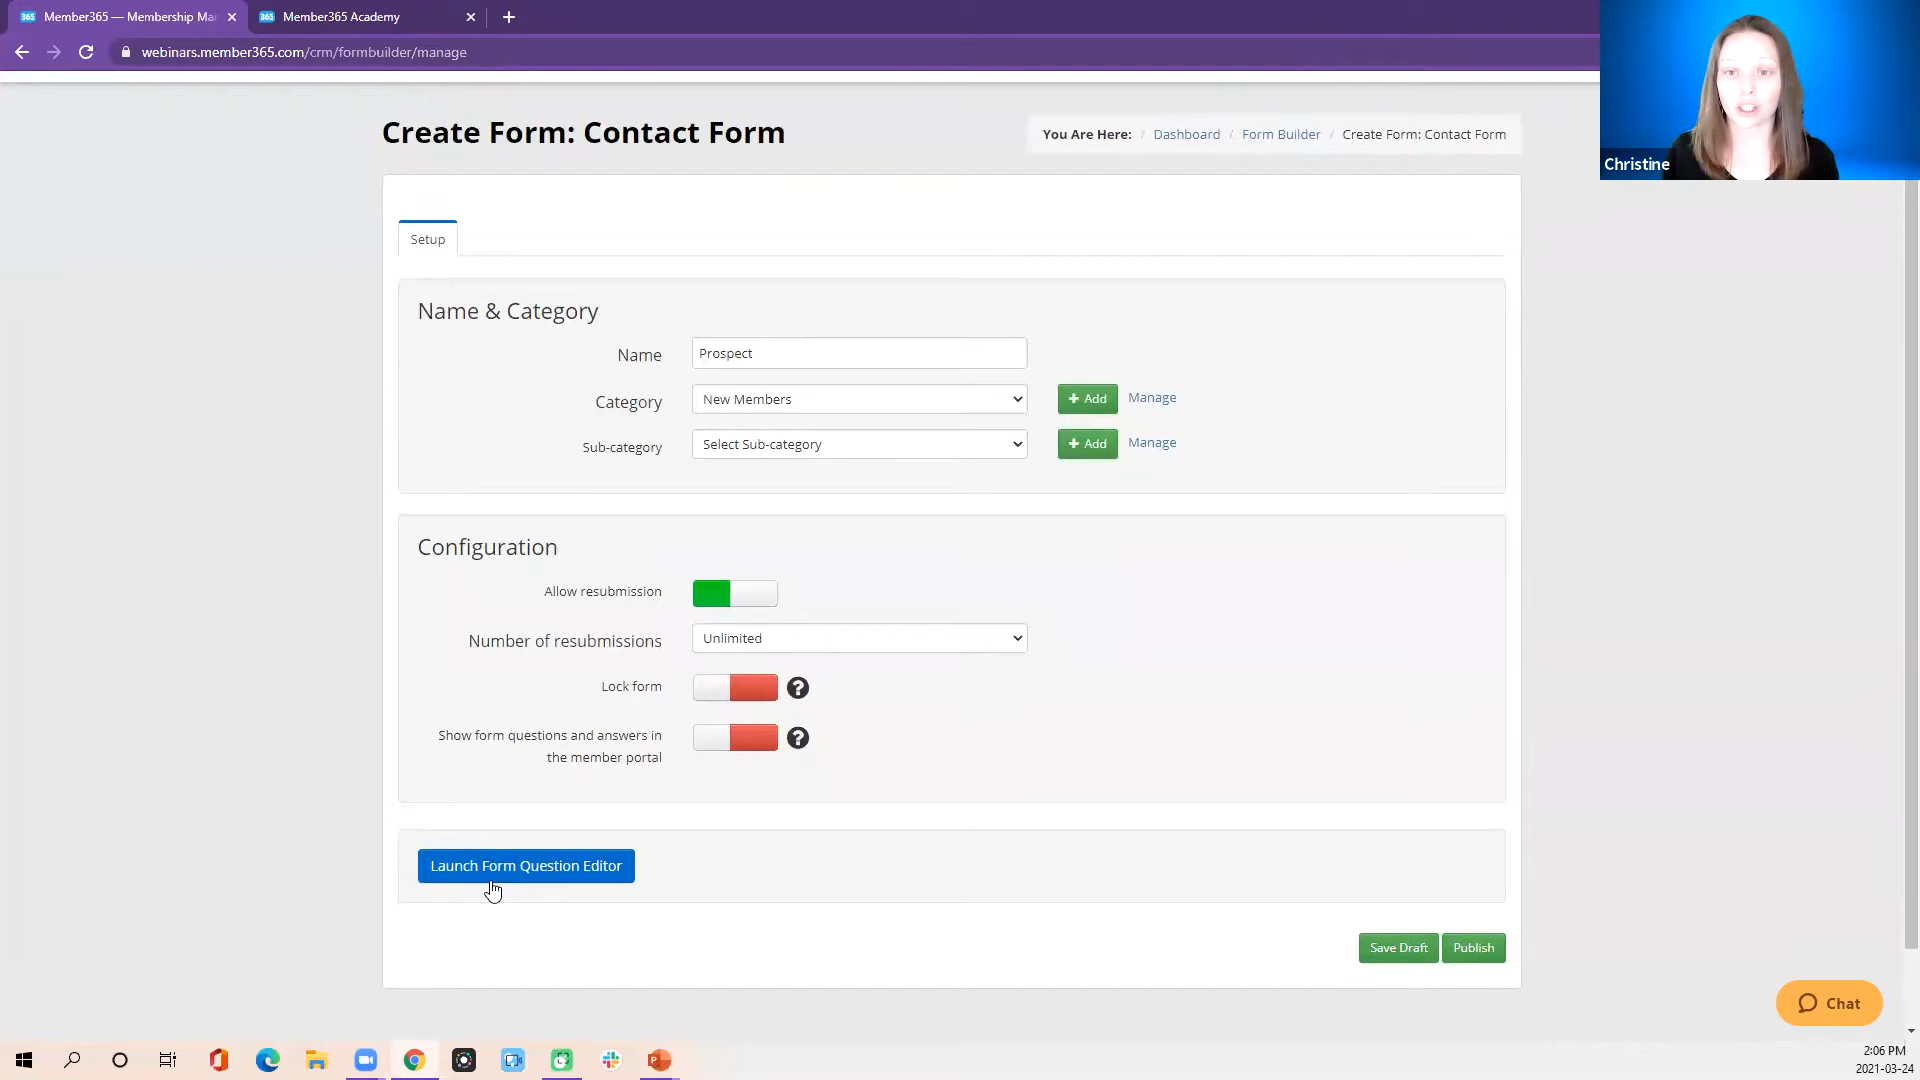 365 Member365 — Membership Ma
365 Member365 Academy
webinars.member365.com/crm/formbuilder/manage
Christine
Create Form: Contact Form
You Are Here: / Dashboard / Form Builder / Create Form: Contact Form
Setup
Name & Category
Name Prospect
Category New Members + Add Manage
Sub-category Select Sub-category + Add Manage
Configuration
Allow resubmission
Number of resubmissions Unlimited
Lock form ?
Show form questions and answers in
the member portal ?
Launch Form Question Editor
Save Draft Publish
Chat
2:06 PM
2021-03-24